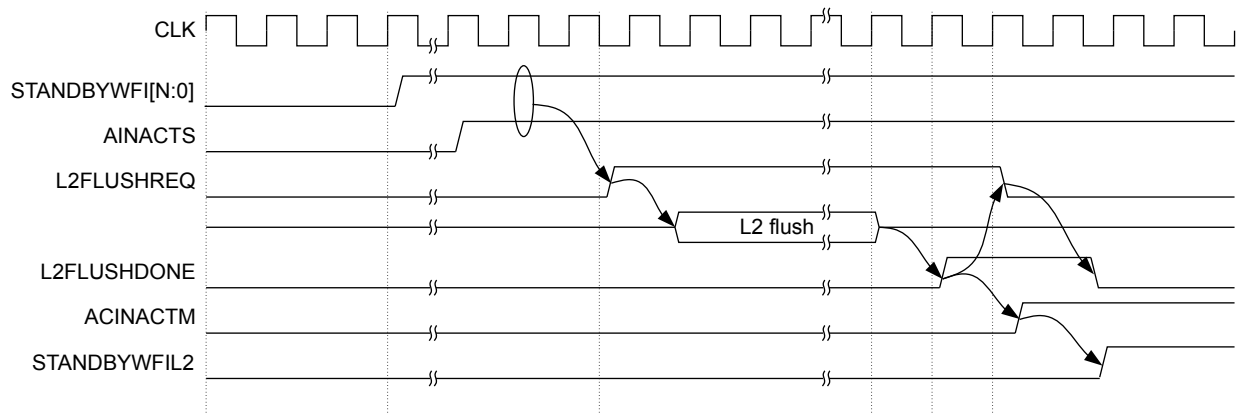 CLK
STANDBYWFI[N:0]
AINACTS
L2FLUSHREQ
L2 flush
L2FLUSHDONE
ACINACTM
STANDBYWFIL2